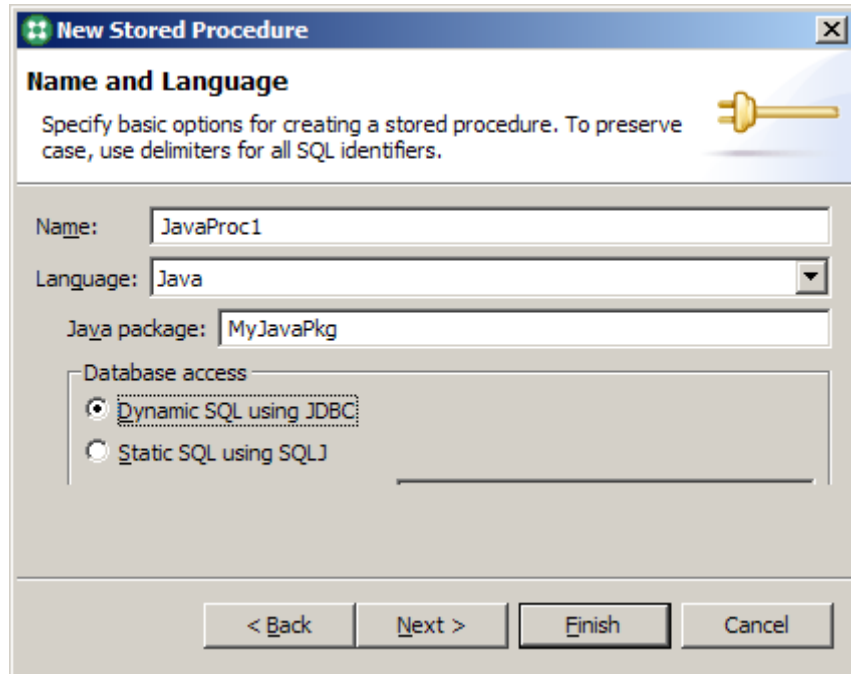 New Stored Procedure
Name and Language
Specify basic options for creating a stored procedure. To preserve
case, use delimiters for all SQL identifiers.
Name: JavaProc1
Language: Java
Java package: MyJavaPkg
Database access
Dynamic SQL using JDBC
Static SQL using SQLJ
< Back Next > Finish Cancel